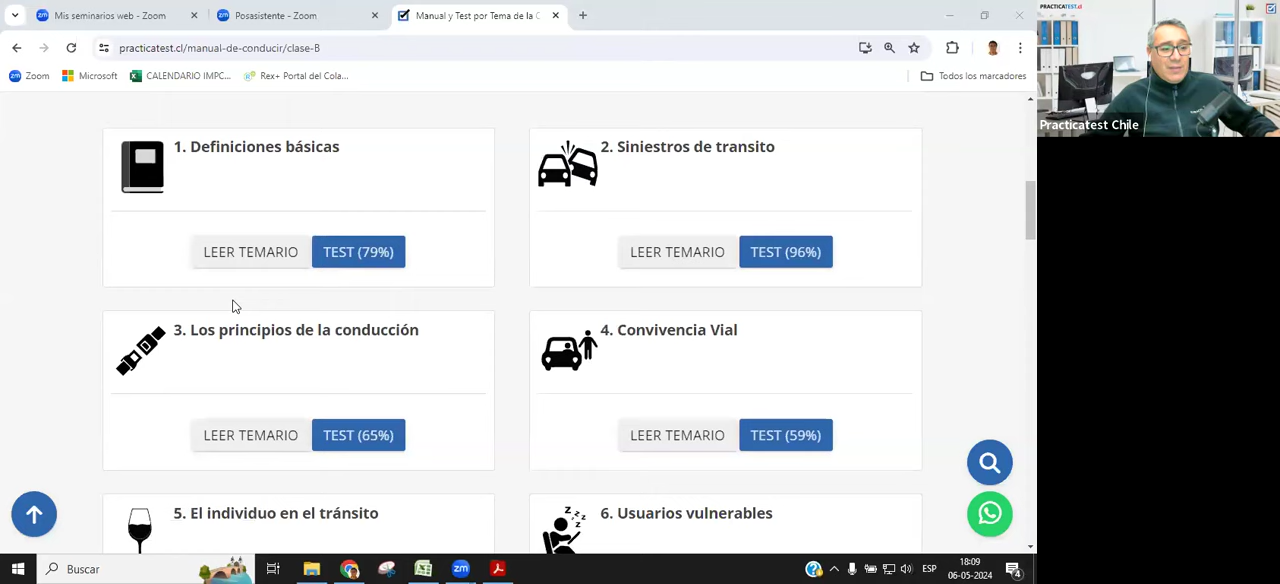 Mis seminarios web - Zoom
Posasistente - Zoom
Manual y Test por Tema de la C
practicatest.cl/manual-de-conducir/clase-B
Zoom
Microsoft
CALENDARIO IMPC...
Rex+ Portal del Cola...
Todos los marcadores
PRACTICATEST.cl
Practicatest Chile
1. Definiciones básicas
LEER TEMARIO
TEST (79%)
2. Siniestros de transito
LEER TEMARIO
TEST (96%)
3. Los principios de la conducción
LEER TEMARIO
TEST (65%)
4. Convivencia Vial
LEER TEMARIO
TEST (59%)
5. El individuo en el tránsito
6. Usuarios vulnerables
Buscar
ESP
18:09
06-05-2024
4